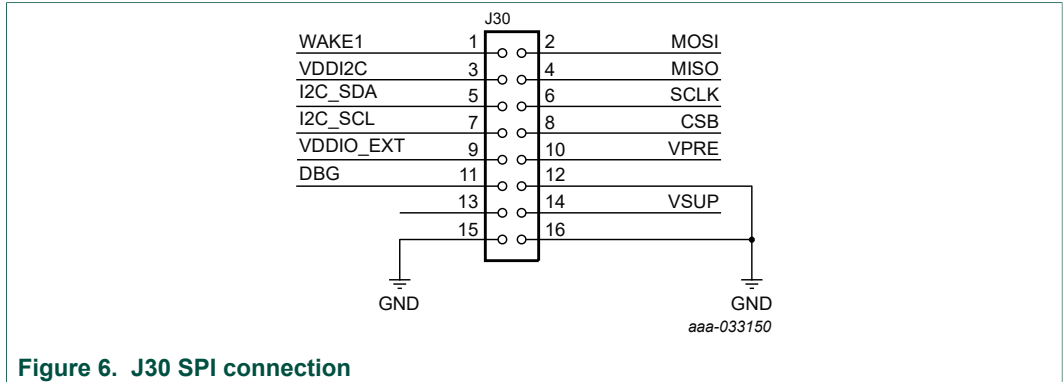 J30
WAKE1 1 2 MOSI
VDDI2C 3 4 MISO
I2C_SDA 5 6 SCLK
I2C_SCL 7 8 CSB
VDDIO_EXT 9 10 VPRE
DBG 11 12
13 14 VSUP
15 16
GND GND
aaa-033150
Figure 6. J30 SPI connection